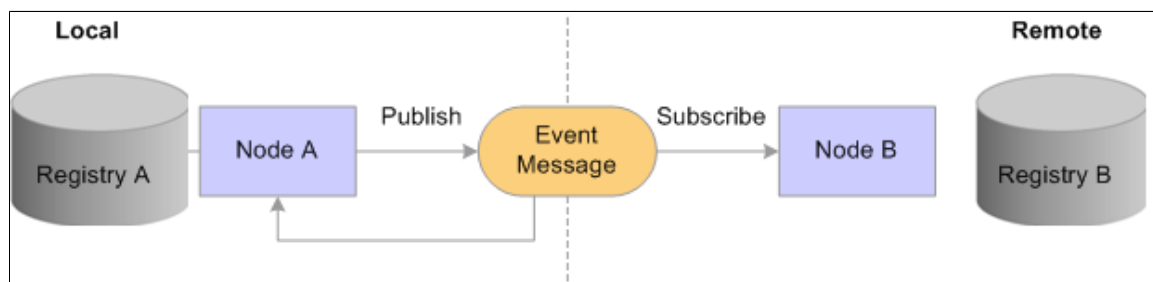 Local
Remote
Publish
Subscribe
Event
Message
Node A
Node B
Registry A
Registry B